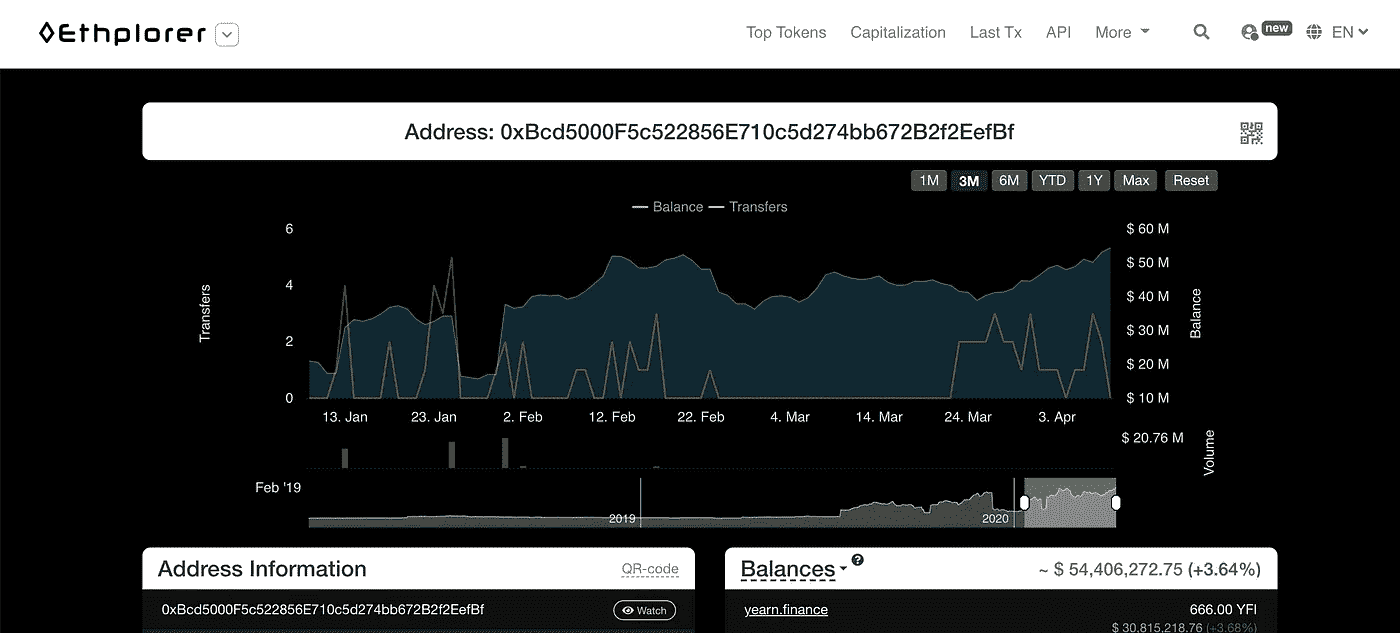 Ethplorer
Top Tokens Capitalization Last Tx API More new EN
Address: 0xBcd5000F5c522856E710c5d274bb672B2f2EefBf
1M 3M 6M YTD 1Y Max Reset
Balance Transfers
6 $ 60 M
$ 50 M
4 $ 40 M
Transfers
Balance
$ 30 M
2
$ 20 M
0 $ 10 M
13. Jan 23. Jan 2. Feb 12. Feb 22. Feb 4. Mar 14. Mar 24. Mar 3. Apr
$ 20.76 M
Volume
Feb '19
2019 2020
Address Information QR-code
Balances ? ~ $ 54,406,272.75 (+3.64%)
0xBcd5000F5c522856E710c5d274bb672B2f2EefBf Watch
yearn.finance 666.00 YFI
$ 30,815,218.76 (+3.68%)